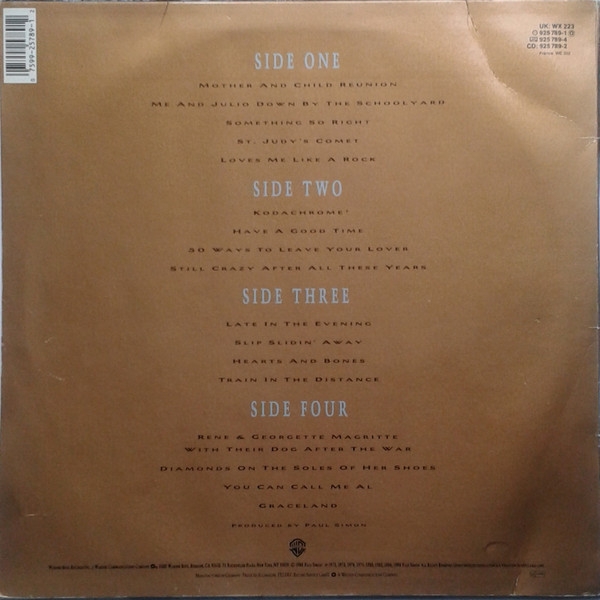 UK: WX 223
925 789-1
925 789-4
CD: 925 789-2
SIDE ONE
MOTHER AND CHILD REUNION
ME AND JULIO DOWN BY THE SCHOOLYARD
SOMETHING SO RIGHT
ST. JUDY'S COMET
LOVES ME LIKE A ROCK
SIDE TWO
KODACHROME®
HAVE A GOOD TIME
50 WAYS TO LEAVE YOUR LOVER
STILL CRAZY AFTER ALL THESE YEARS
SIDE THREE
LATE IN THE EVENING
SLIP SLIDIN' AWAY
HEARTS AND BONES
TRAIN IN THE DISTANCE
SIDE FOUR
RENE & GEORGETTE MAGRITTE
WITH THEIR DOG AFTER THE WAR
DIAMONDS ON THE SOLES OF HER SHOES
YOU CAN CALL ME AL
GRACELAND
PRODUCED BY PAUL SIMON